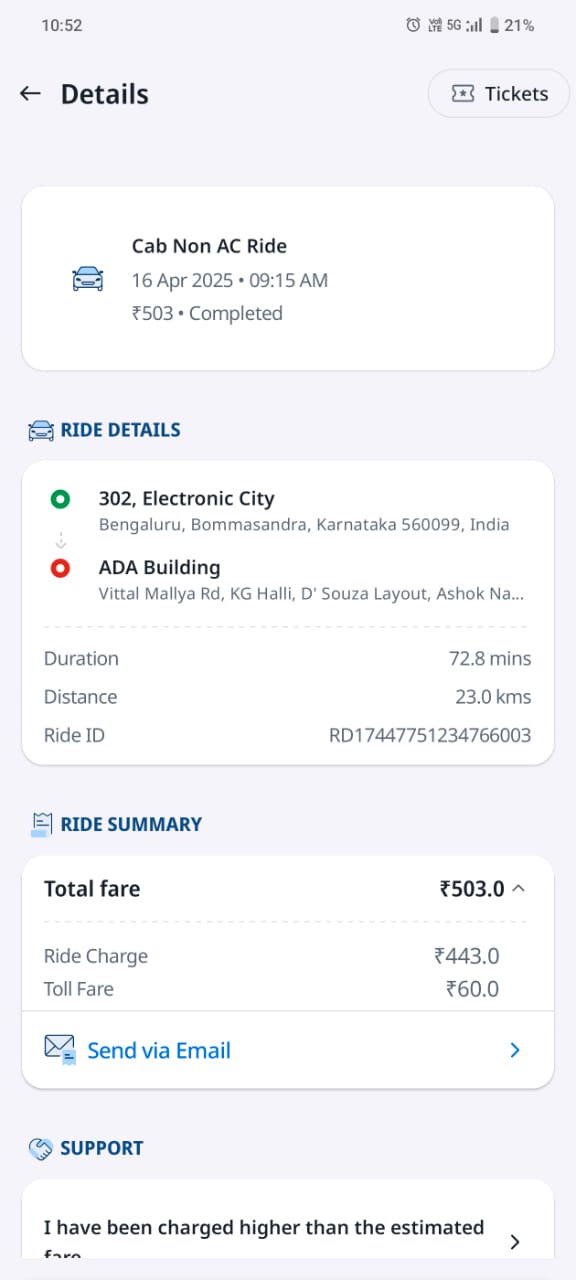 10:52
VoD LTE 5G 21%
Details
Tickets
Cab Non AC Ride
16 Apr 2025 • 09:15 AM
₹503 • Completed
RIDE DETAILS
302, Electronic City
Bengaluru, Bommasandra, Karnataka 560099, India
ADA Building
Vittal Mallya Rd, KG Halli, D' Souza Layout, Ashok Na...
Duration 72.8 mins
Distance 23.0 kms
Ride ID RD17447751234766003
RIDE SUMMARY
Total fare ₹503.0
Ride Charge ₹443.0
Toll Fare ₹60.0
Send via Email
SUPPORT
I have been charged higher than the estimated
fare